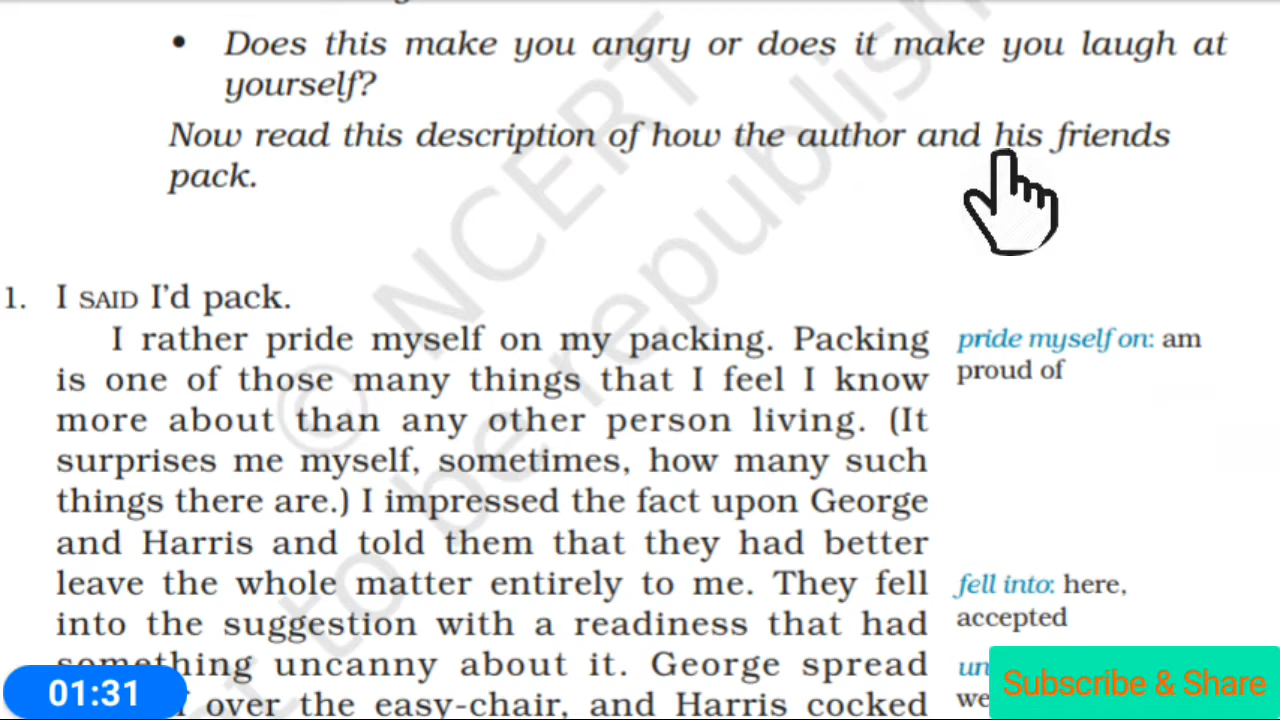 • Does this make you angry or does it make you laugh at
yourself?
Now read this description of how the author and his friends
pack.
1. I SAID I'd pack.
I rather pride myself on my packing. Packing
is one of those many things that I feel I know
more about than any other person living. (It
surprises me myself, sometimes, how many such
things there are.) I impressed the fact upon George
and Harris and told them that they had better
leave the whole matter entirely to me. They fell
into the suggestion with a readiness that had
something uncanny about it. George spread
over the easy-chair, and Harris cocked
pride myself on: am
proud of
fell into: here,
accepted
© NCERT
to be republish
01:31
Subscribe & Share